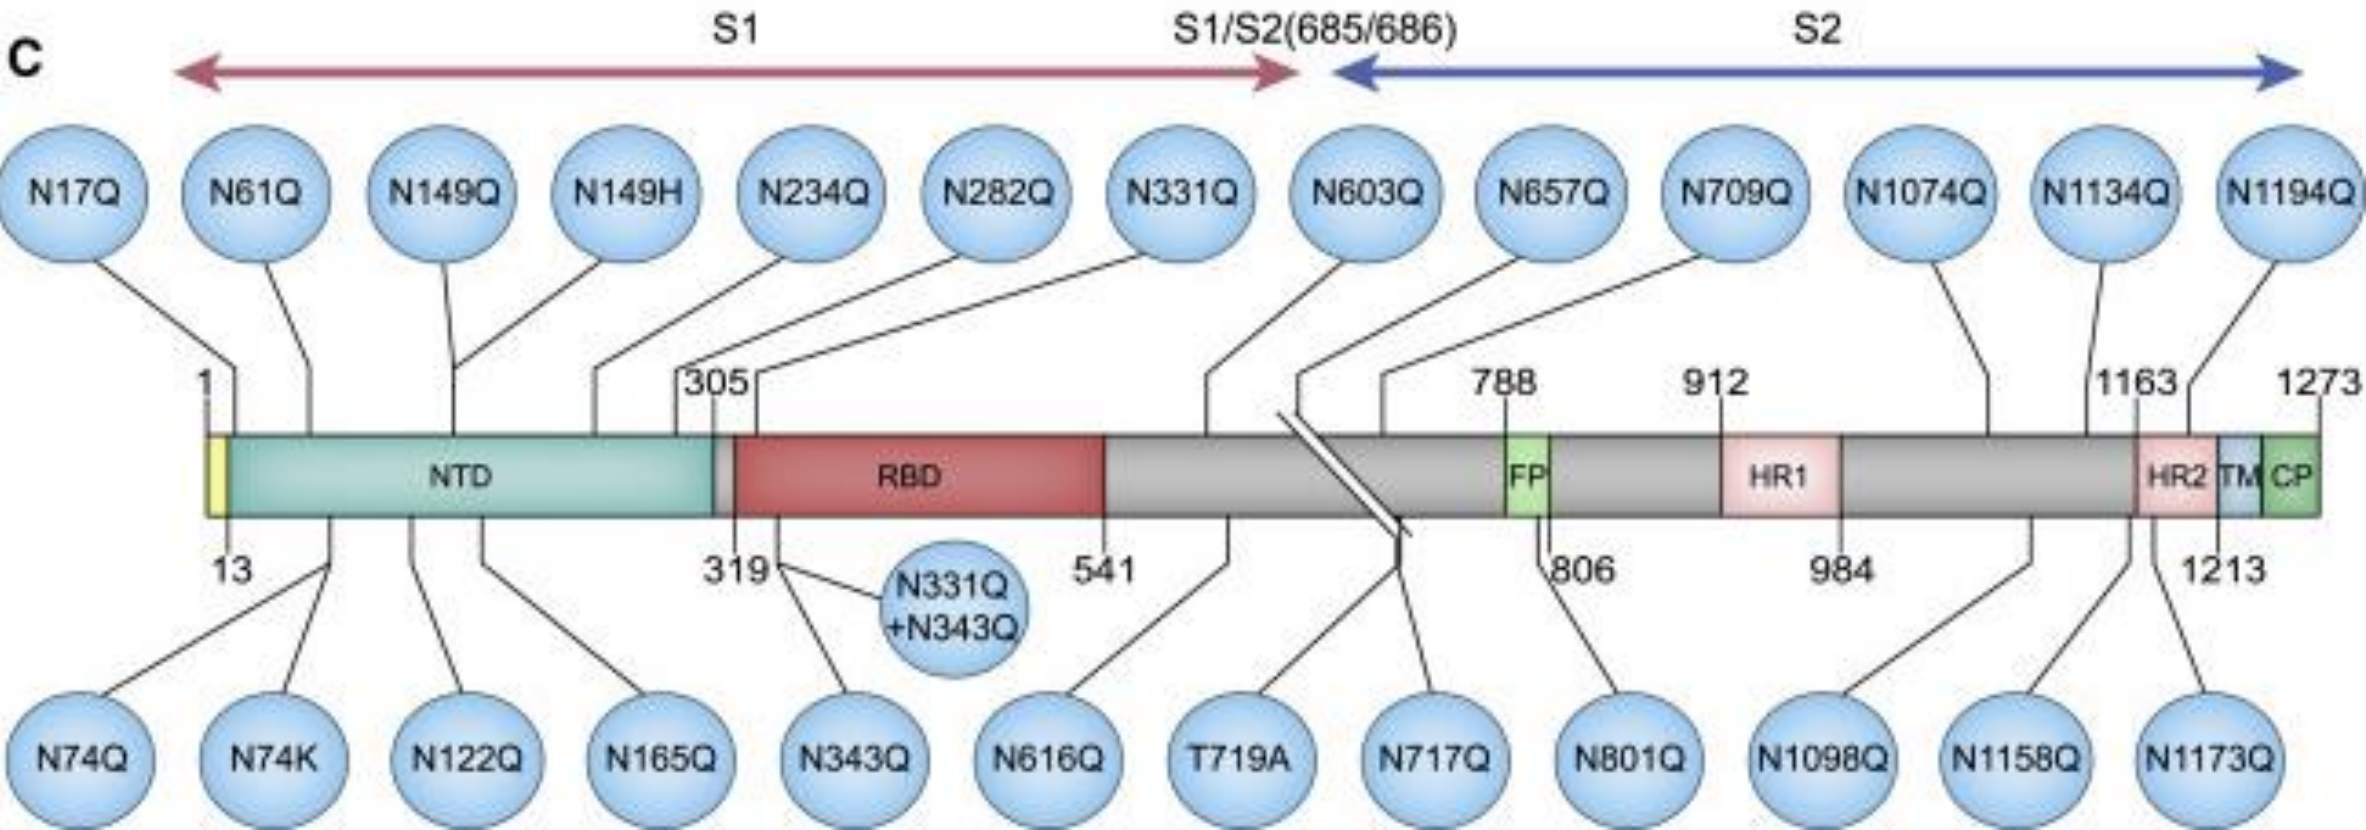 C
S1
S1/S2(685/686)
S2
N17Q
N61Q
N149Q
N149H
N234Q
N282Q
N331Q
N603Q
N657Q
N709Q
N1074Q
N1134Q
N1194Q
1
305
788
912
1163
1273
NTD
RBD
FP
HR1
HR2
TM
CP
13
319
541
806
984
1213
N331Q
+N343Q
N74Q
N74K
N122Q
N165Q
N343Q
N616Q
T719A
N717Q
N801Q
N1098Q
N1158Q
N1173Q